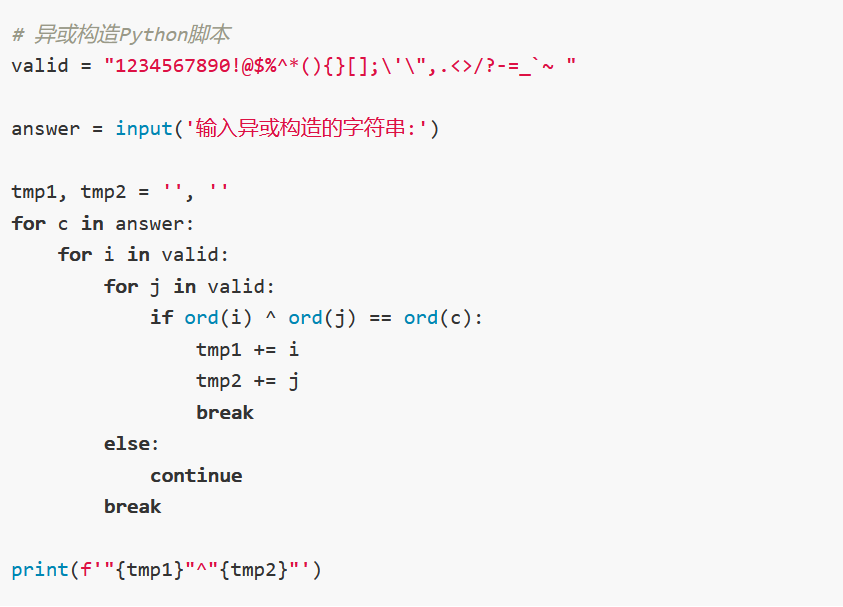 # 异或构造Python脚本
valid = "1234567890!@$%^*(){}[];\'\",.<>/?-=_`~ "
answer = input('输入异或构造的字符串:')
tmp1, tmp2 = '', ''
for c in answer:
    for i in valid:
        for j in valid:
            if ord(i) ^ ord(j) == ord(c):
                tmp1 += i
                tmp2 += j
                break
        else:
            continue
        break
print(f'"{tmp1}"^"{tmp2}"')